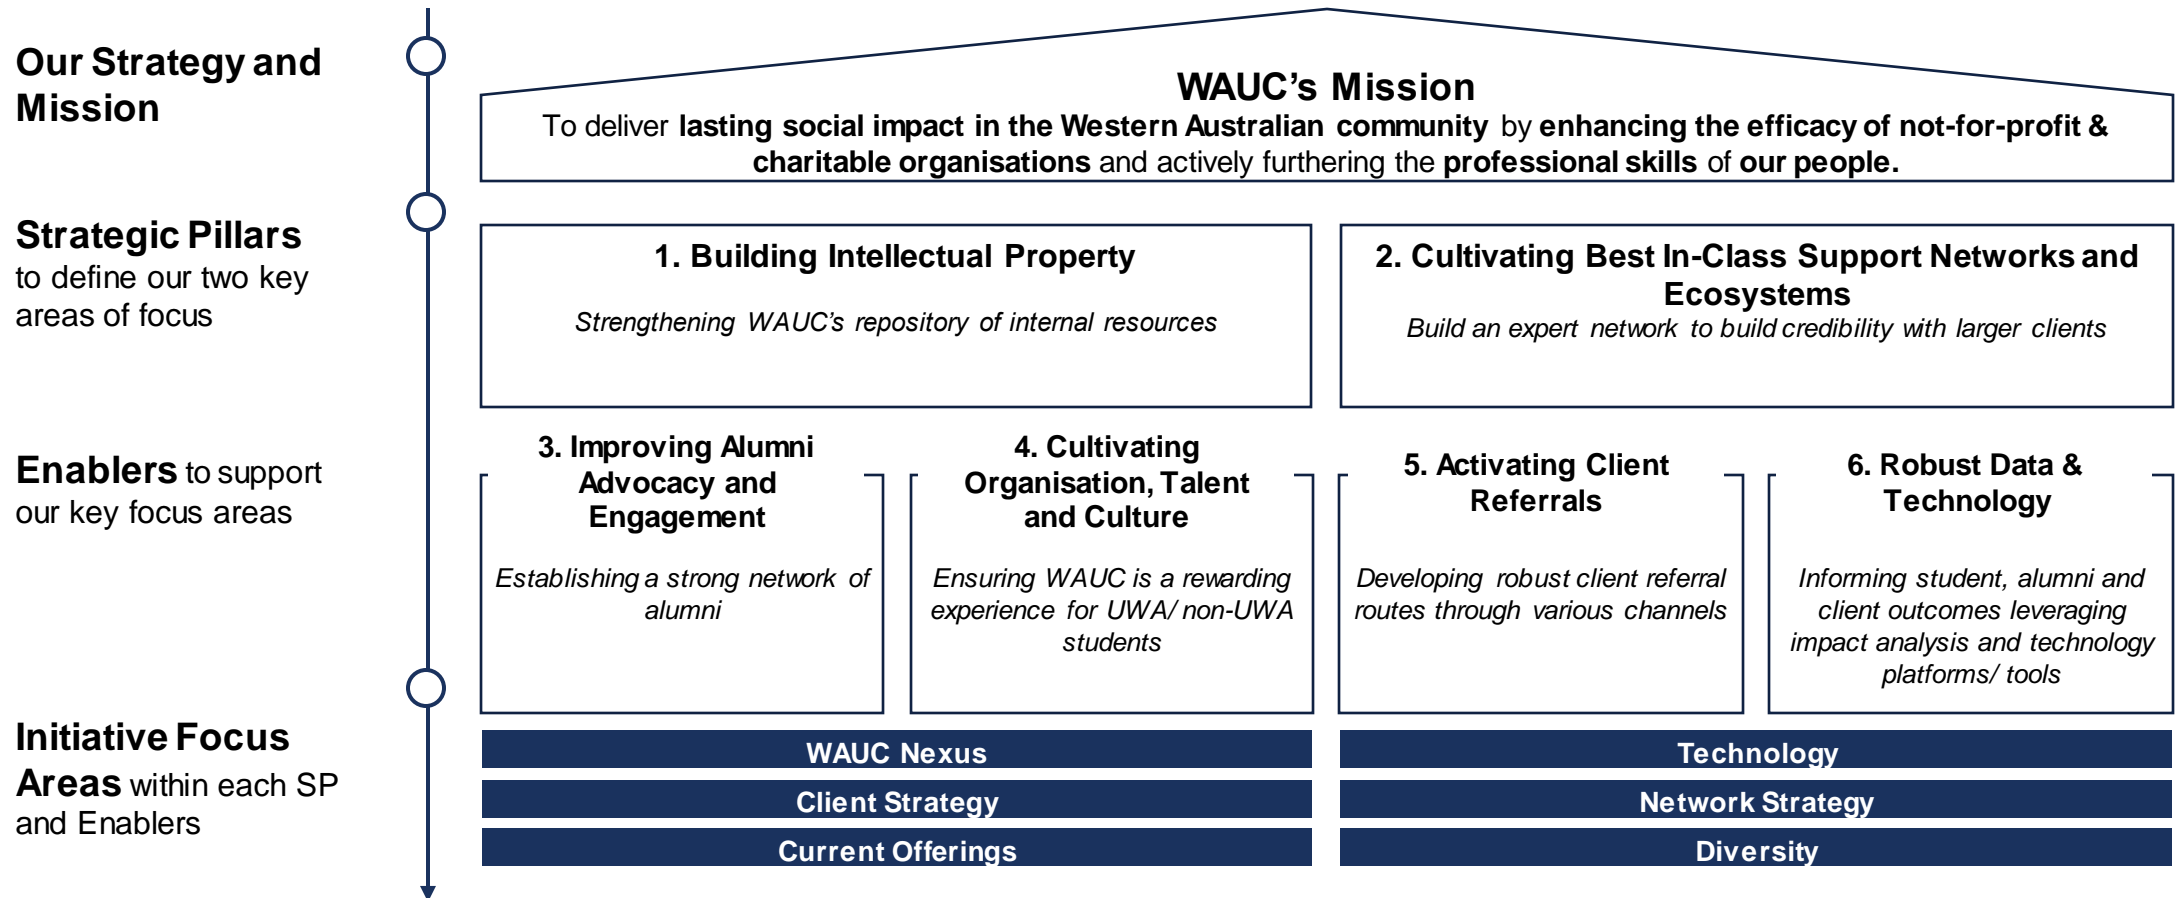 Our Strategy and
Mission
WAUC's Mission
To deliver lasting social impact in the Western Australian community by enhancing the efficacy of not-for-profit &
charitable organisations and actively furthering the professional skills of our people.
Strategic Pillars
to define our two key
areas of focus
1. Building Intellectual Property
Strengthening WAUC's repository of internal resources
2. Cultivating Best In-Class Support Networks and
Ecosystems
Build an expert network to build credibility with larger clients
Enablers to support
our key focus areas
3. Improving Alumni
Advocacy and
Engagement
Establishing a strong network of
alumni
4. Cultivating
Organisation, Talent
and Culture
Ensuring WAUC is a rewarding
experience for UWA/ non-UWA
students
5. Activating Client
Referrals
Developing robust client referral
routes through various channels
6. Robust Data &
Technology
Informing student, alumni and
client outcomes leveraging
impact analysis and technology
platforms/ tools
Initiative Focus
Areas within each SP
and Enablers
WAUC Nexus
Client Strategy
Current Offerings
Technology
Network Strategy
Diversity